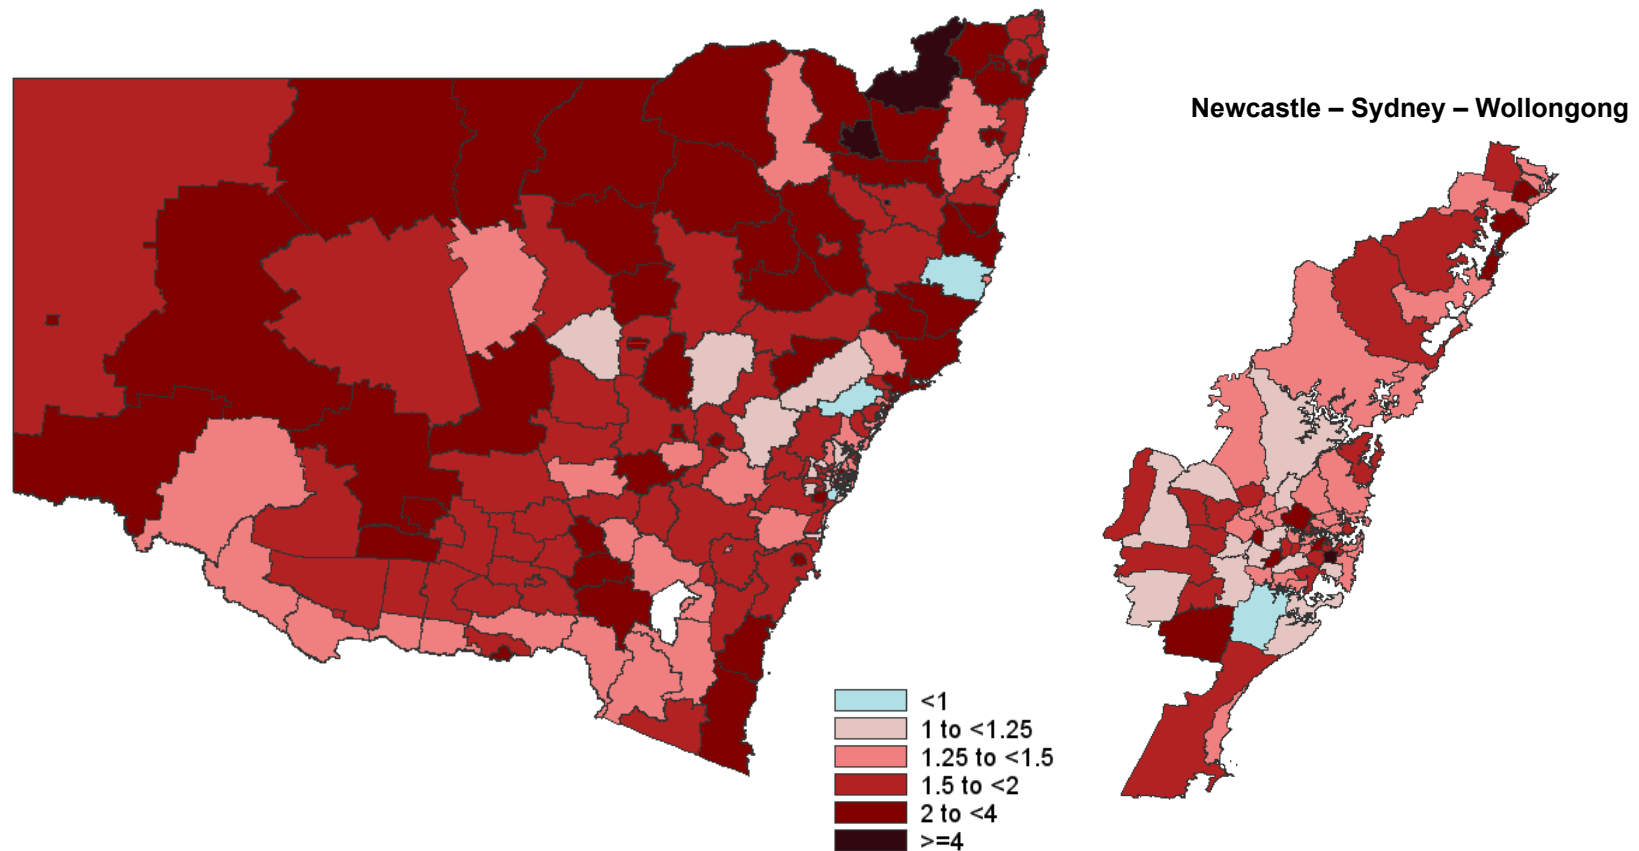 Newcastle – Sydney – Wollongong
<1
1 to <1.25
1.25 to <1.5
1.5 to <2
2 to <4
>=4